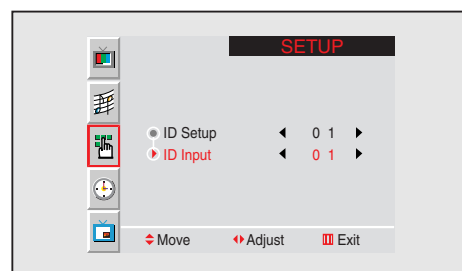 SETUP
ID Setup 0 1
ID Input 0 1
Move Adjust Exit